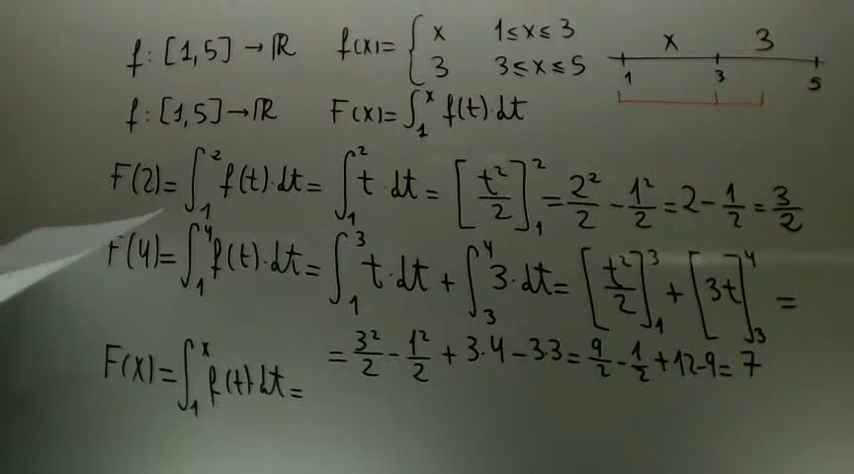 f: [1,5] → ℝ f(x)= { x 1≤x≤3
3 3≤x≤5
x 3
1 3 5
f: [1,5] → ℝ F(x)= ∫₁ˣ f(t)·dt
F(2)= ∫₁² f(t)·dt = ∫₁² t·dt = [t²/2]₁² = 2²/2 - 1²/2 = 2 - 1/2 = 3/2
F(4)= ∫₁⁴ f(t)·dt = ∫₁³ t·dt + ∫₃⁴ 3·dt = [t²/2]₁³ + [3t]₃⁴ =
= 3²/2 - 1²/2 + 3·4 - 3·3 = 9/2 - 1/2 + 12-9 = 7
F(x)= ∫₁ˣ f(t)·dt =